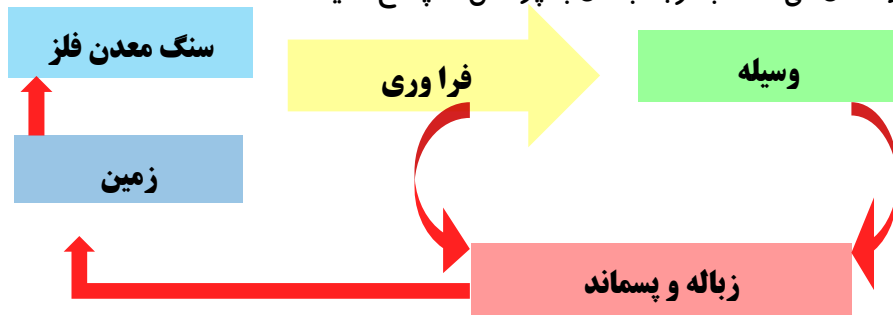 سنگ معدن فلز
فرا وری
وسیله
زمین
زباله و پسماند